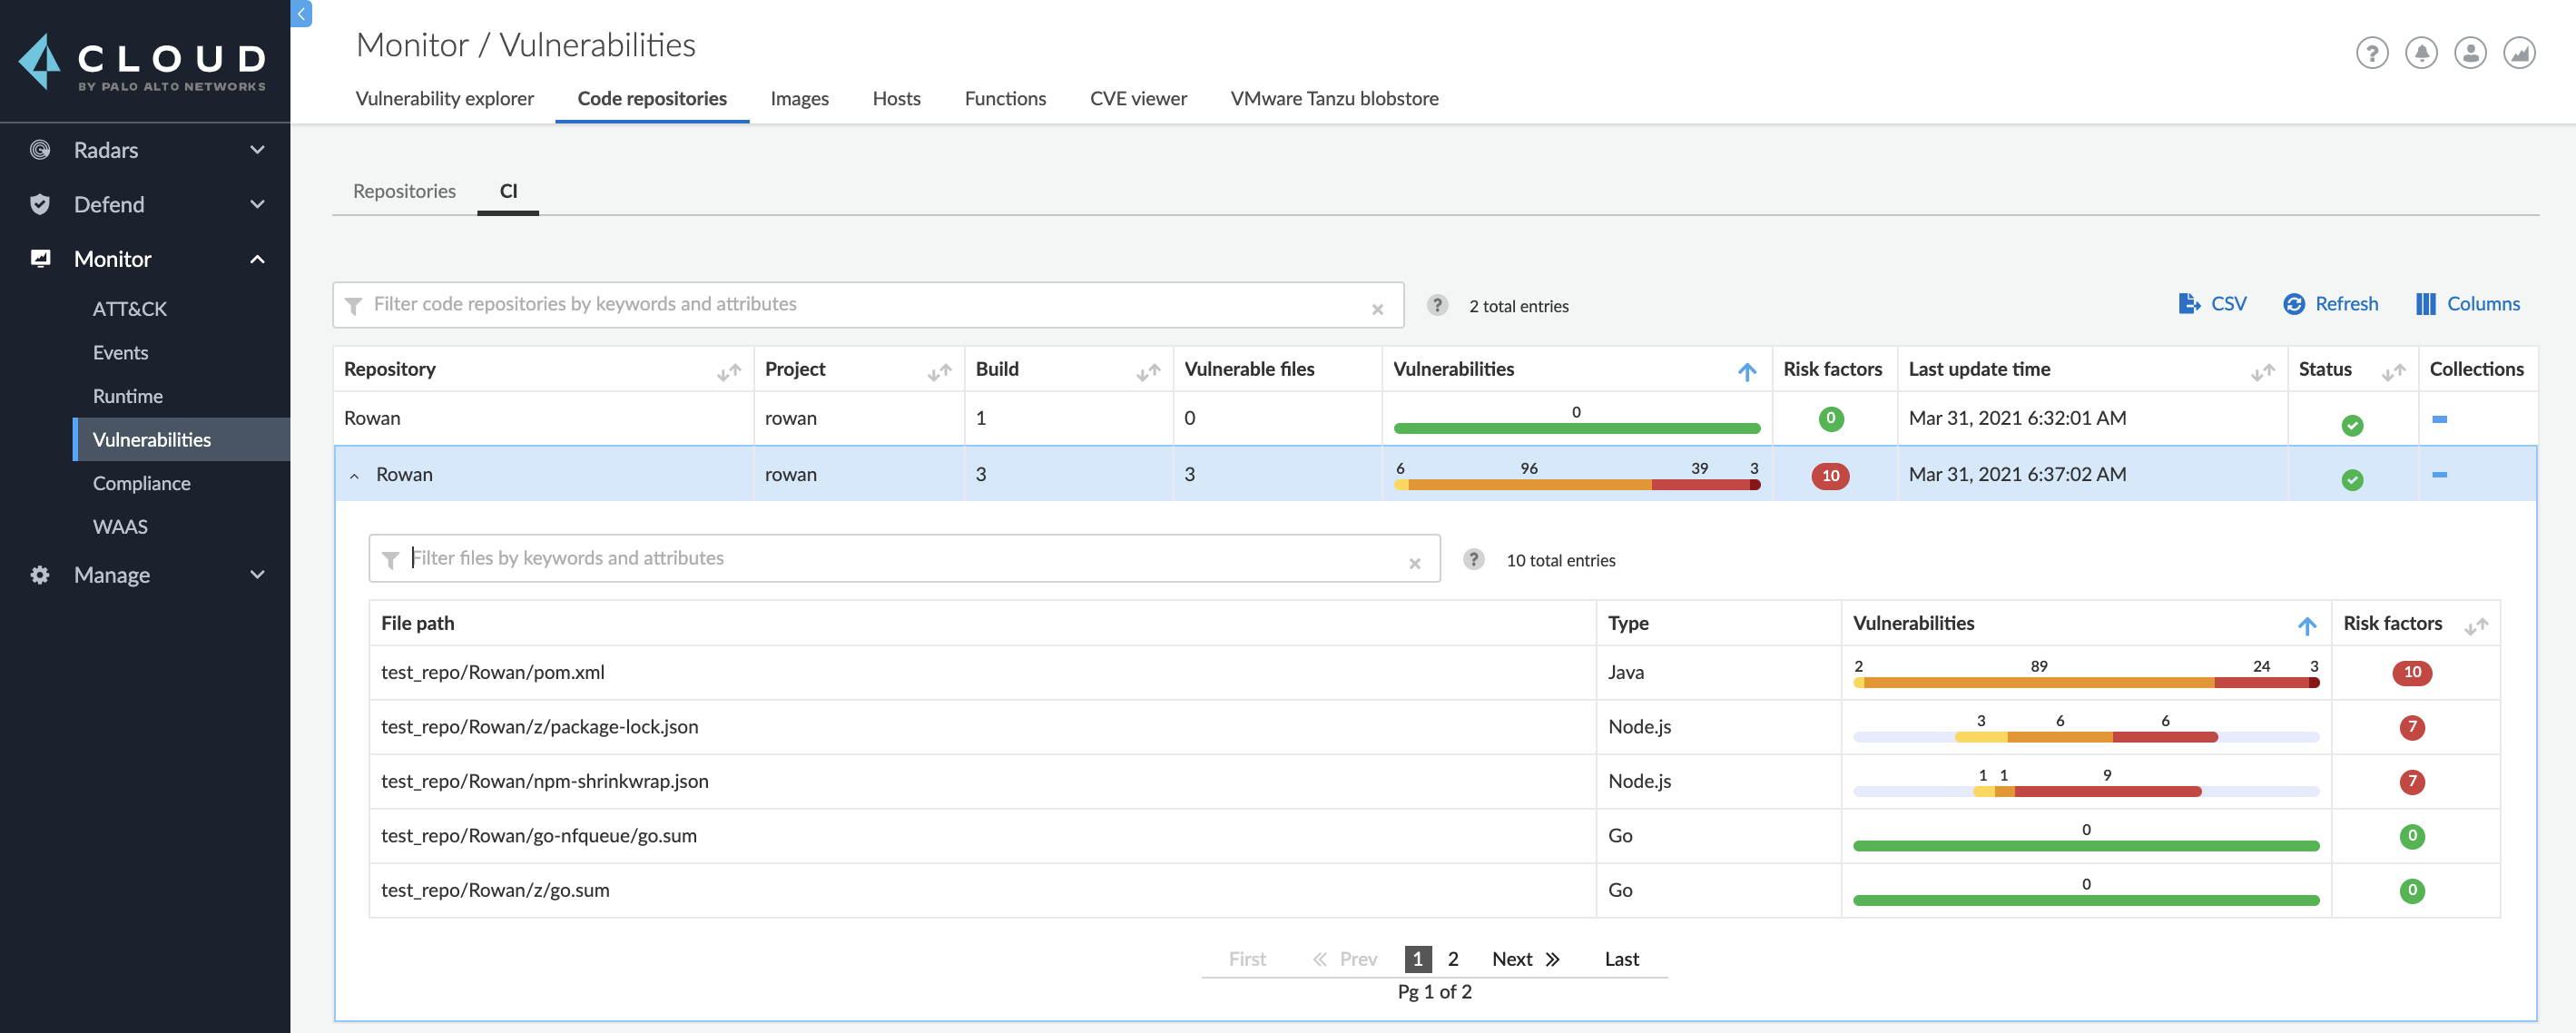 CLOUD
BY PALO ALTO NETWORKS
Radars
Defend
Monitor
ATT&CK
Events
Runtime
Vulnerabilities
Compliance
WAAS
Manage
Monitor / Vulnerabilities
Vulnerability explorer Code repositories Images Hosts Functions CVE viewer VMware Tanzu blobstore
? 
Repositories CI
Filter code repositories by keywords and attributes × ? 2 total entries CSV Refresh Columns
Repository Project Build Vulnerable files Vulnerabilities Risk factors Last update time Status Collections
Rowan rowan 1 0 0 0 Mar 31, 2021 6:32:01 AM
Rowan rowan 3 3 6 96 39 3 10 Mar 31, 2021 6:37:02 AM
Filter files by keywords and attributes × ? 10 total entries
File path Type Vulnerabilities Risk factors
test_repo/Rowan/pom.xml Java 2 89 24 3 10
test_repo/Rowan/z/package-lock.json Node.js 3 6 6 7
test_repo/Rowan/npm-shrinkwrap.json Node.js 1 1 9 7
test_repo/Rowan/go-nfqueue/go.sum Go 0 0
test_repo/Rowan/z/go.sum Go 0 0
First « Prev 1 2 Next » Last
Pg 1 of 2